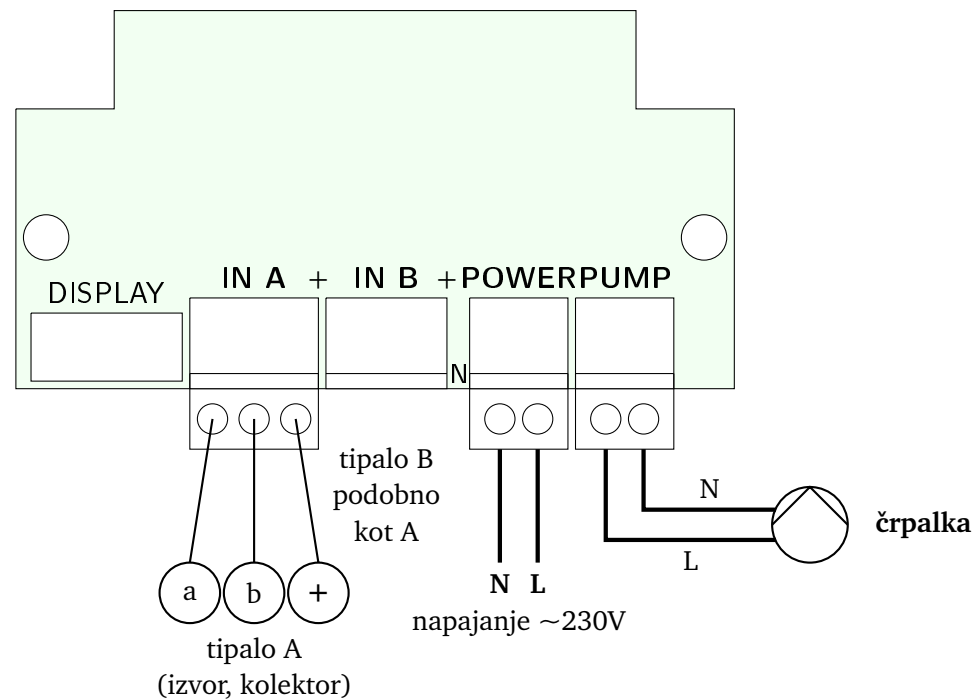 IN A + IN B + POWER PUMP
DISPLAY
N
tipalo B
podobno
kot A
N
črpalka
L
a b +
N L
napajanje ~230V
tipalo A
(izvor, kolektor)